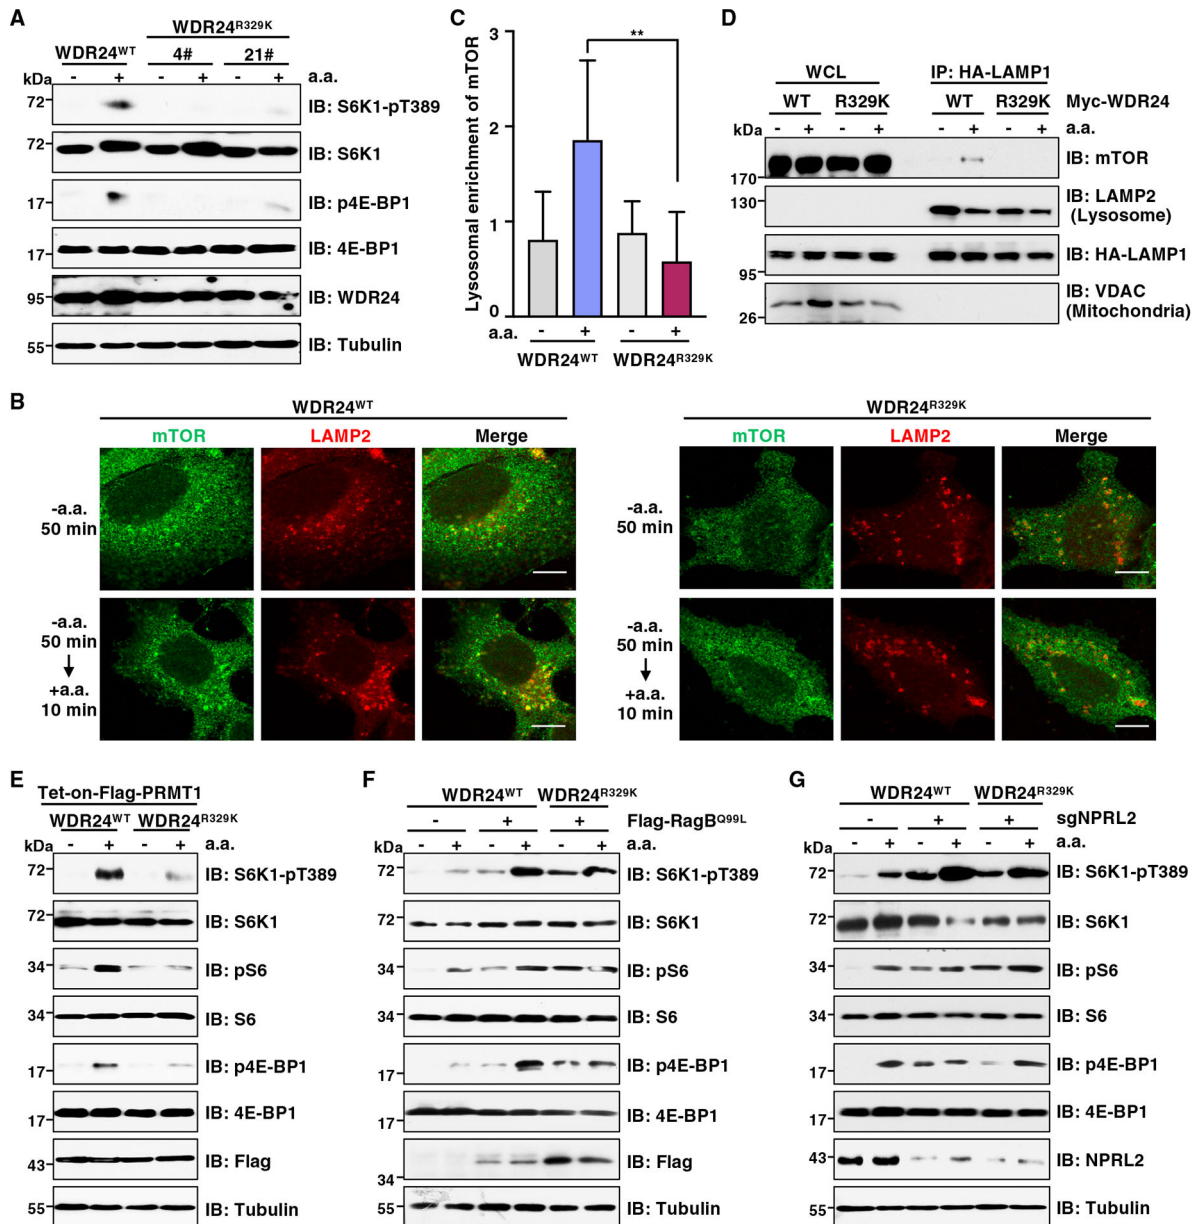 A
WDR24R329K
WDR24WT 4# 21#
kDa - + - + - + a.a.
72 IB: S6K1-pT389
72 IB: S6K1
17 IB: p4E-BP1
17 IB: 4E-BP1
95 IB: WDR24
55 IB: Tubulin
C
Lysosomal enrichment of mTOR
3
2
1
0
**
a.a. - + - +
WDR24WT WDR24R329K
D
WCL IP: HA-LAMP1
WT R329K WT R329K Myc-WDR24
kDa - + - + - + - + a.a.
IB: mTOR
170
130 IB: LAMP2
(Lysosome)
IB: HA-LAMP1
95
IB: VDAC
26 (Mitochondria)
B
WDR24WT
mTOR LAMP2 Merge
-a.a.
50 min
-a.a.
50 min
+a.a.
10 min
WDR24R329K
mTOR LAMP2 Merge
-a.a.
50 min
-a.a.
50 min
+a.a.
10 min
E
Tet-on-Flag-PRMT1
WDR24WT WDR24R329K
kDa - + - + a.a.
72 IB: S6K1-pT389
72 IB: S6K1
34 IB: pS6
34 IB: S6
17 IB: p4E-BP1
17 IB: 4E-BP1
43 IB: Flag
55 IB: Tubulin
F
WDR24WT WDR24R329K
- + + Flag-RagBQ99L
kDa - + - + - + a.a.
72 IB: S6K1-pT389
72 IB: S6K1
34 IB: pS6
34 IB: S6
17 IB: p4E-BP1
17 IB: 4E-BP1
34 IB: Flag
55 IB: Tubulin
G
WDR24WT WDR24R329K
- + + sgNPRL2
kDa - + - + - + a.a.
72 IB: S6K1-pT389
72 IB: S6K1
34 IB: pS6
34 IB: S6
17 IB: p4E-BP1
17 IB: 4E-BP1
43 IB: NPRL2
55 IB: Tubulin